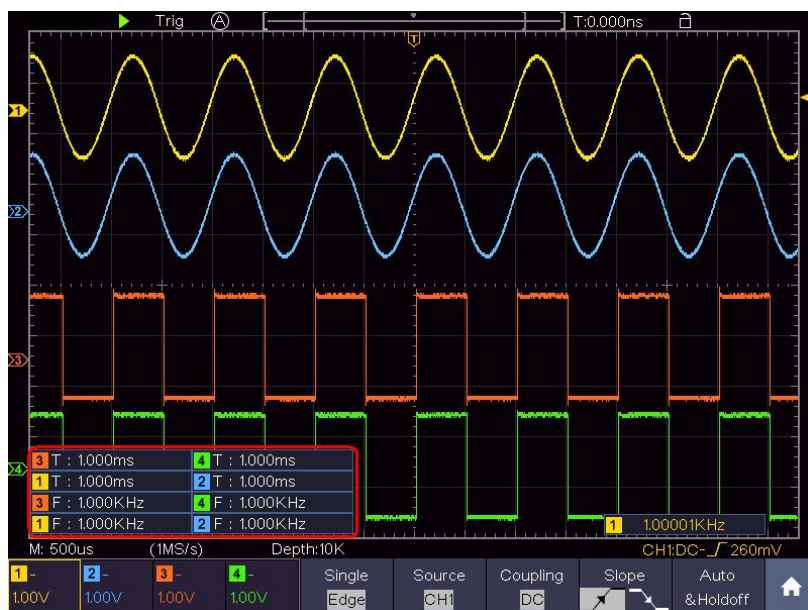 Trig A T:0.000ns
T
1
2
3
4
3 T : 1.000ms 4 T : 1.000ms
1 T : 1.000ms 2 T : 1.000ms
3 F : 1.000KHz 4 F : 1.000KHz
1 F : 1.000KHz 2 F : 1.000KHz
1 1.00001KHz
M: 500us (1MS/s) Depth:10K CH1:DC- 260mV
1 - 2 - 3 - 4 - Single Source Coupling Slope Auto
1.00V 1.00V 1.00V 1.00V Edge CH1 DC &Holdoff